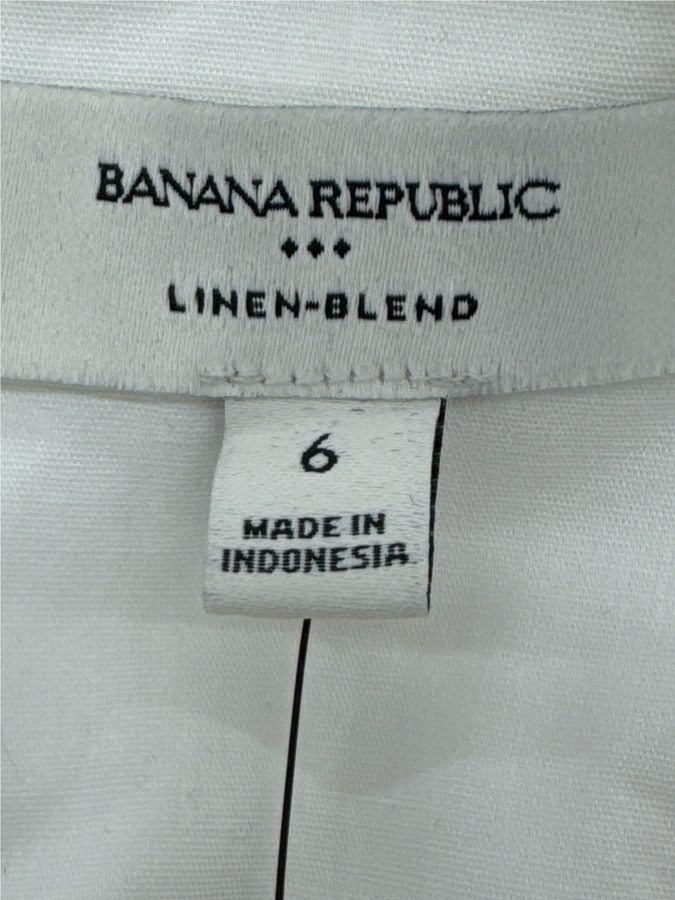 BANANA REPUBLIC
LINEN-BLEND
6
MADE IN
INDONESIA